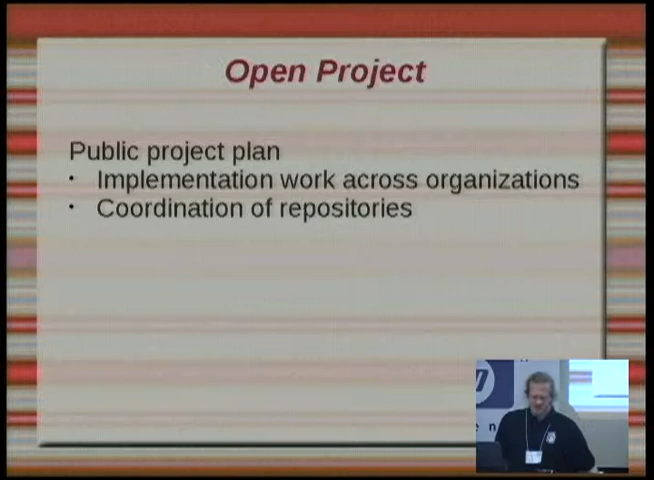 Open Project
Public project plan
• Implementation work across organizations
• Coordination of repositories
e n